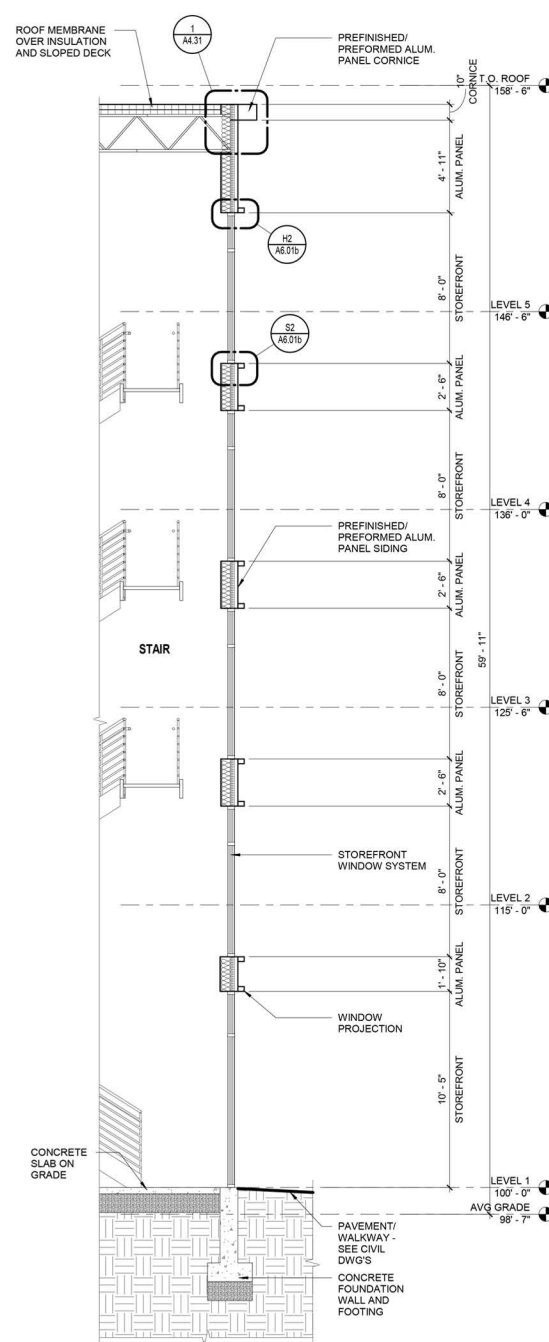 ROOF MEMBRANE
OVER INSULATION
AND SLOPED DECK
1
A4.31
PREFINISHED/
PREFORMED ALUM.
PANEL CORNICE
10"
CORNICE
T.O. ROOF
158' - 6"
4' - 11"
ALUM. PANEL
H2
A6.01b
8' - 0"
STOREFRONT
LEVEL 5
146' - 6"
S2
A6.01b
2' - 6"
ALUM. PANEL
8' - 0"
STOREFRONT
LEVEL 4
136' - 0"
PREFINISHED/
PREFORMED ALUM.
PANEL SIDING
2' - 6"
ALUM. PANEL
STAIR
59' - 11"
8' - 0"
STOREFRONT
LEVEL 3
125' - 6"
2' - 6"
ALUM. PANEL
STOREFRONT
WINDOW SYSTEM
8' - 0"
STOREFRONT
LEVEL 2
115' - 0"
1' - 10"
ALUM. PANEL
WINDOW
PROJECTION
10' - 5"
STOREFRONT
CONCRETE
SLAB ON
GRADE
LEVEL 1
100' - 0"
AVG GRADE
98' - 7"
PAVEMENT/
WALKWAY -
SEE CIVIL
DWG'S
CONCRETE
FOUNDATION
WALL AND
FOOTING